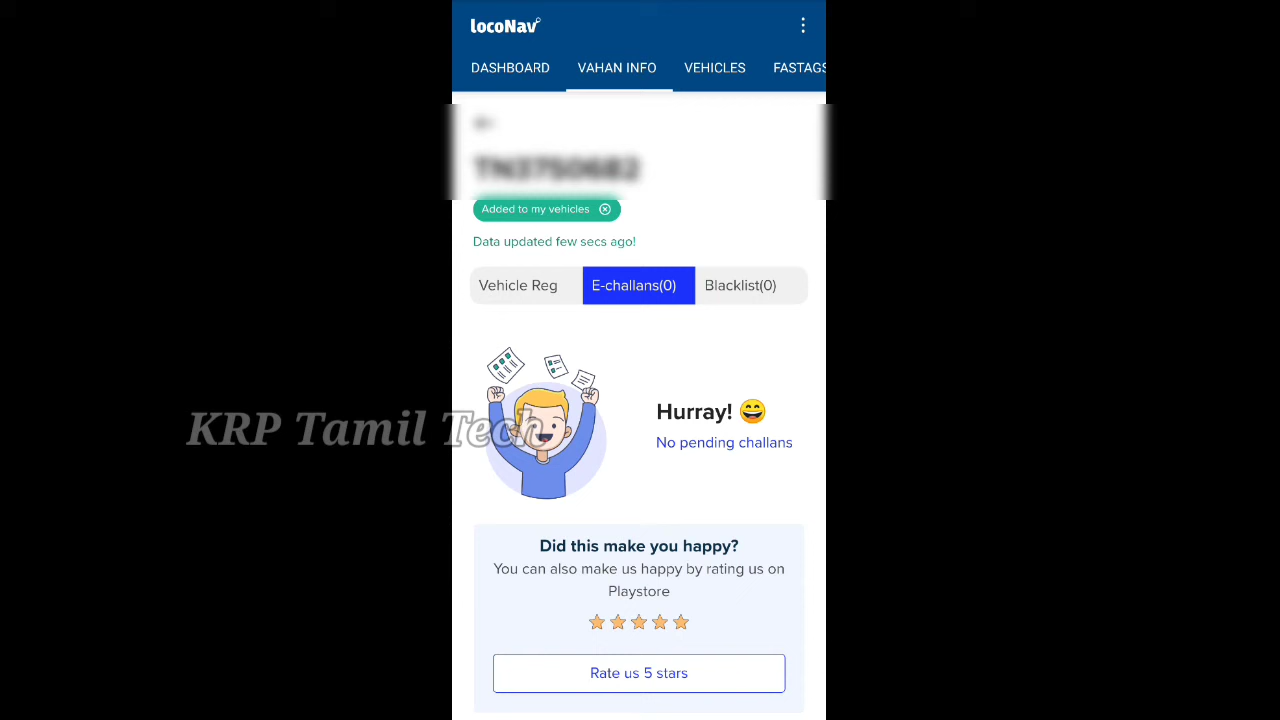 locoNav
DASHBOARD VAHAN INFO VEHICLES FASTAGS
Added to my vehicles
Data updated few secs ago!
Vehicle Reg E-challans(0) Blacklist(0)
Hurray! 😄
No pending challans
KRP Tamil Tech
Did this make you happy?
You can also make us happy by rating us on
Playstore
Rate us 5 stars